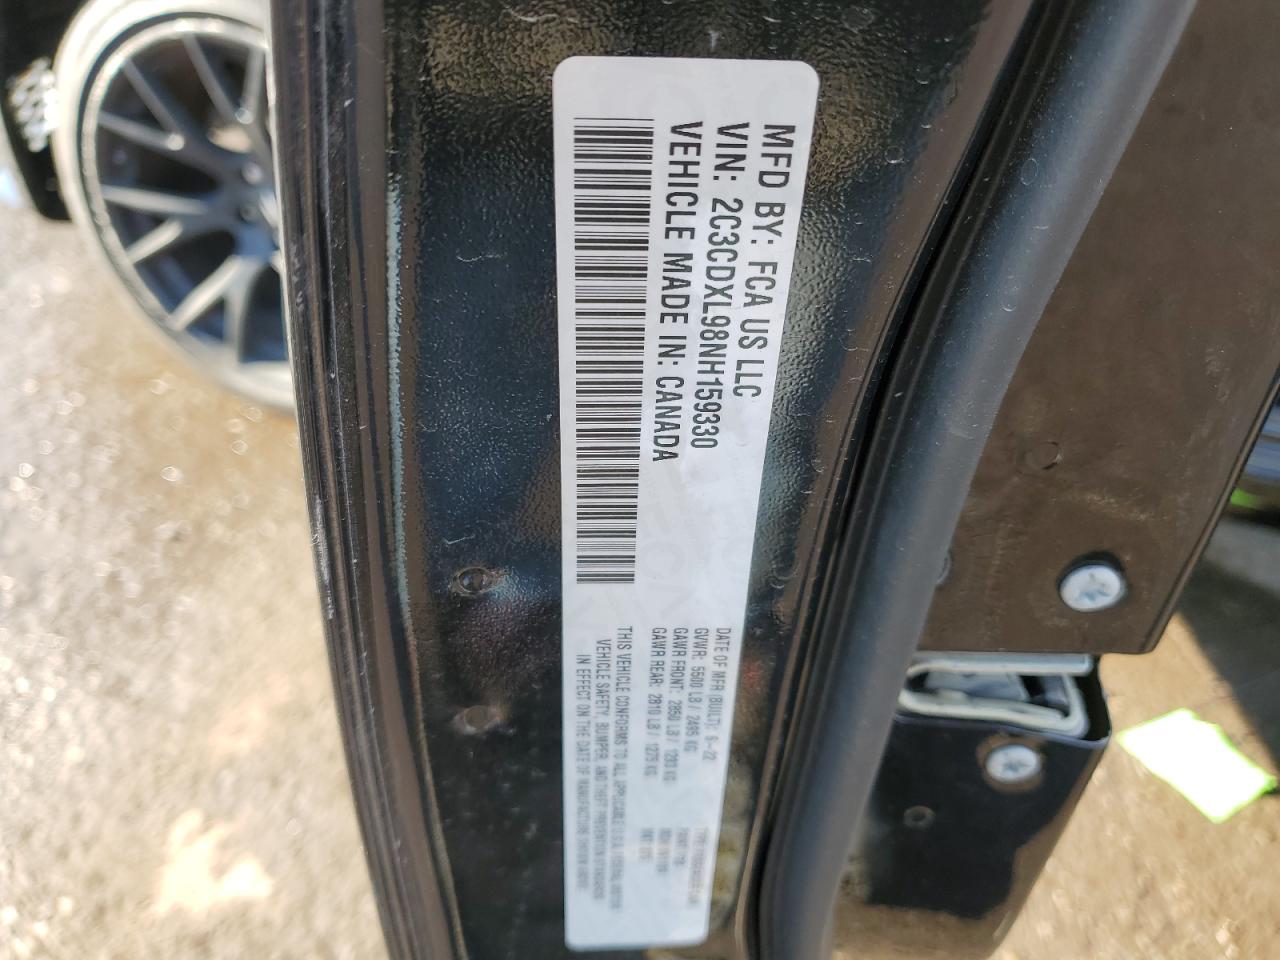 MFD BY: FCA US LLC
VIN: 2C3CDXL98NH159330
VEHICLE MADE IN: CANADA
DATE OF MFR (BUILT): 5-22
GVWR: 5500 LB / 2495 KG
GAWR FRONT: 2850 LB / 1293 KG
GAWR REAR: 2810 LB / 1275 KG
THIS VEHICLE CONFORMS TO ALL APPLICABLE U.S.A. FEDERAL MOTOR
VEHICLE SAFETY, BUMPER, AND THEFT PREVENTION STANDARDS
IN EFFECT ON THE DATE OF MANUFACTURE SHOWN ABOVE